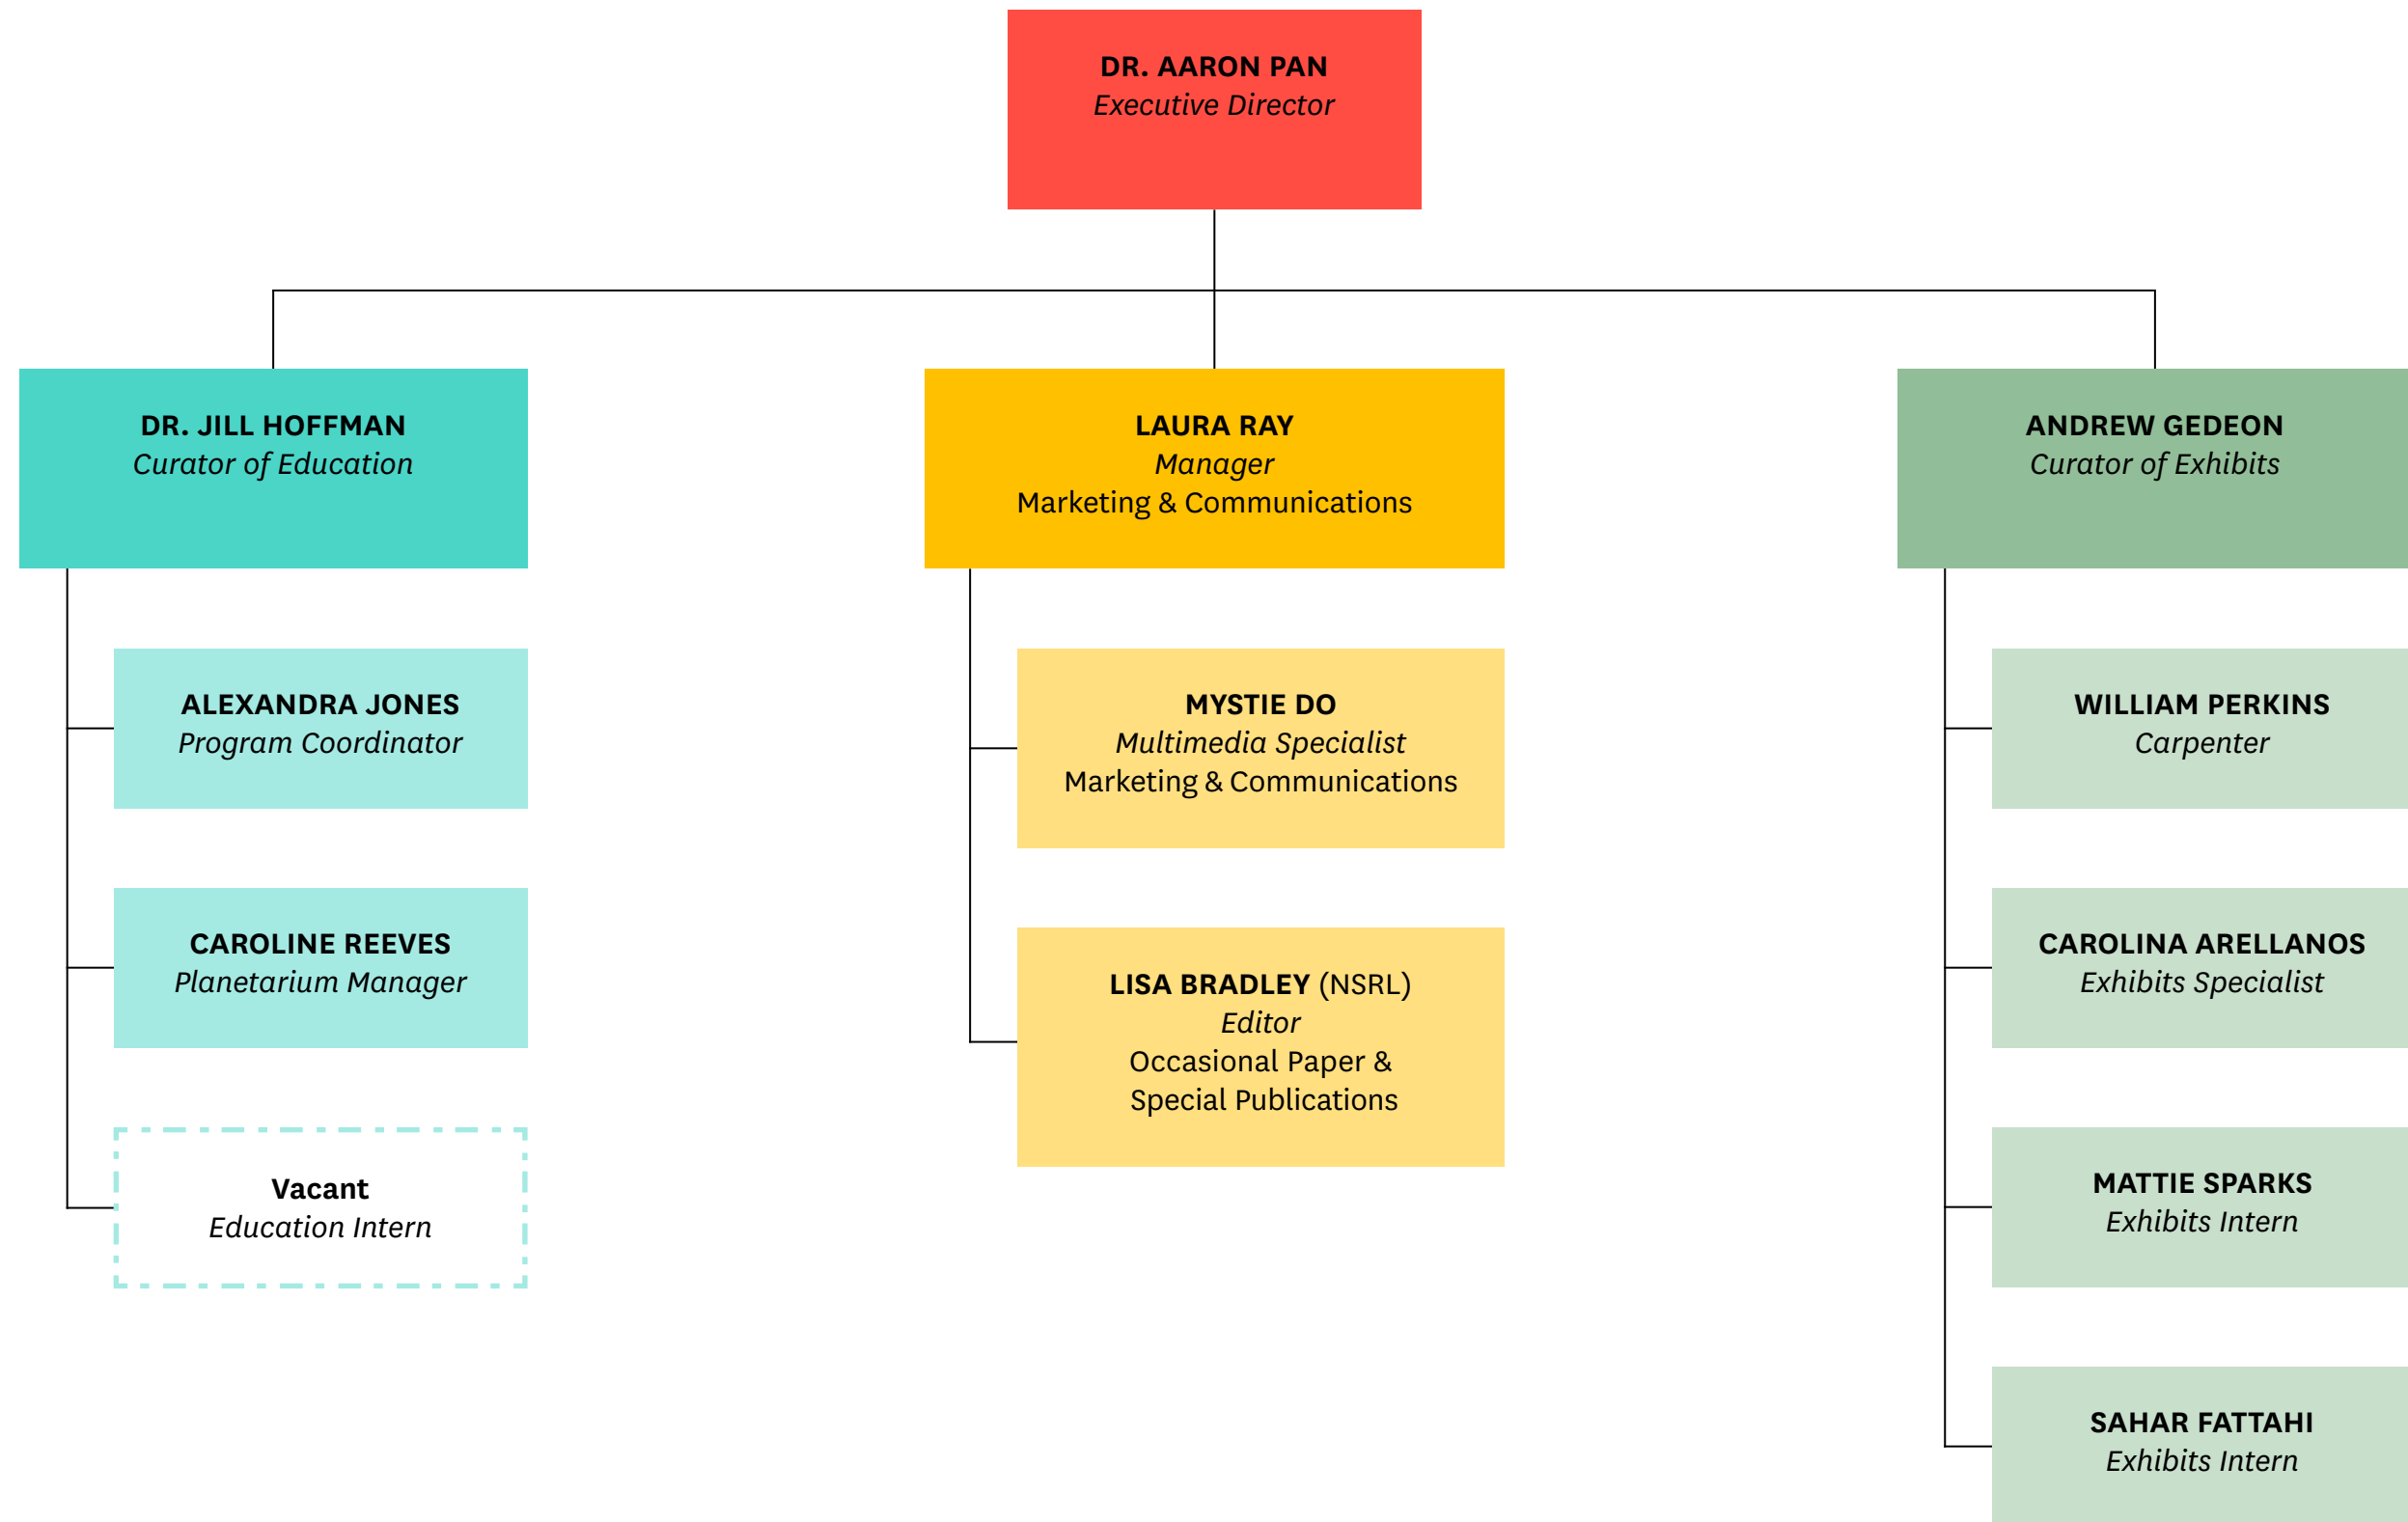 DR. AARON PAN
Executive Director
DR. JILL HOFFMAN
Curator of Education
ALEXANDRA JONES
Program Coordinator
CAROLINE REEVES
Planetarium Manager
Vacant
Education Intern
LAURA RAY
Manager
Marketing & Communications
MYSTIE DO
Multimedia Specialist
Marketing & Communications
LISA BRADLEY (NSRL)
Editor
Occasional Paper &
Special Publications
ANDREW GEDEON
Curator of Exhibits
WILLIAM PERKINS
Carpenter
CAROLINA ARELLANOS
Exhibits Specialist
MATTIE SPARKS
Exhibits Intern
SAHAR FATTAHI
Exhibits Intern